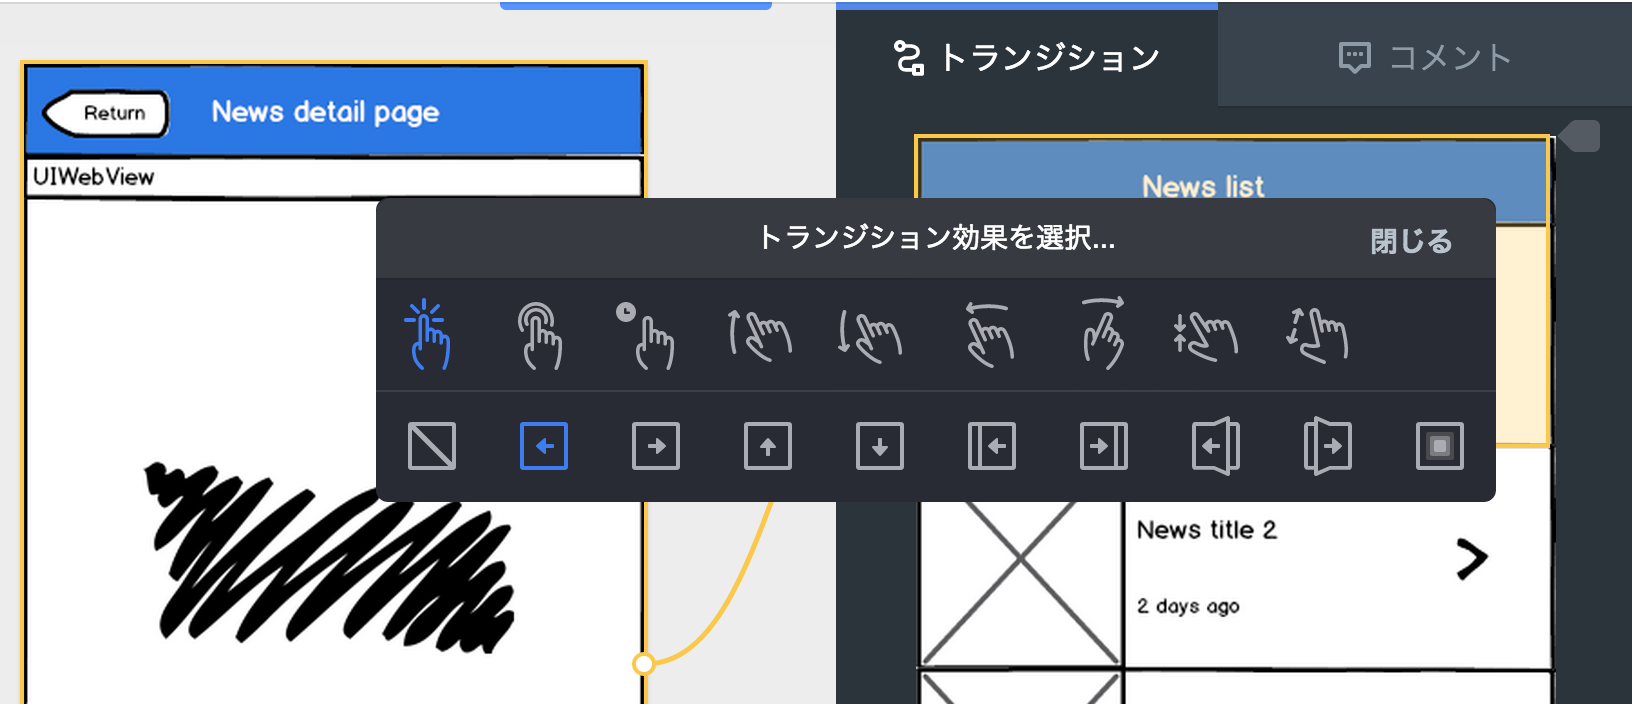 トランジション
コメント
Return
News detail page
UIWebView
News list
トランジション効果を選択...
閉じる
News title 2
2 days ago